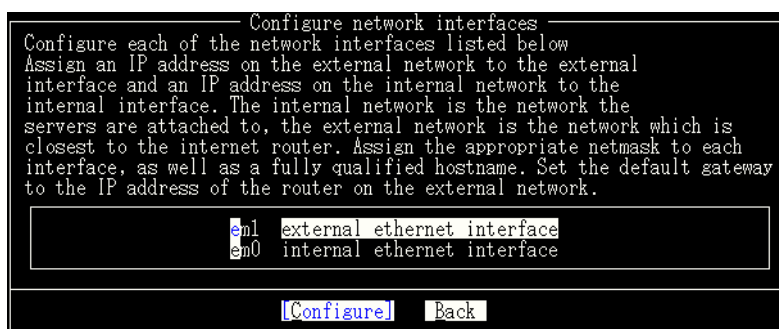 Configure network interfaces
Configure each of the network interfaces listed below
Assign an IP address on the external network to the external
interface and an IP address on the internal network to the
internal interface. The internal network is the network the
servers are attached to, the external network is the network which is
closest to the internet router. Assign the appropriate netmask to each
interface, as well as a fully qualified hostname. Set the default gateway
to the IP address of the router on the external network.
em1 external ethernet interface
em0 internal ethernet interface
[Configure] Back